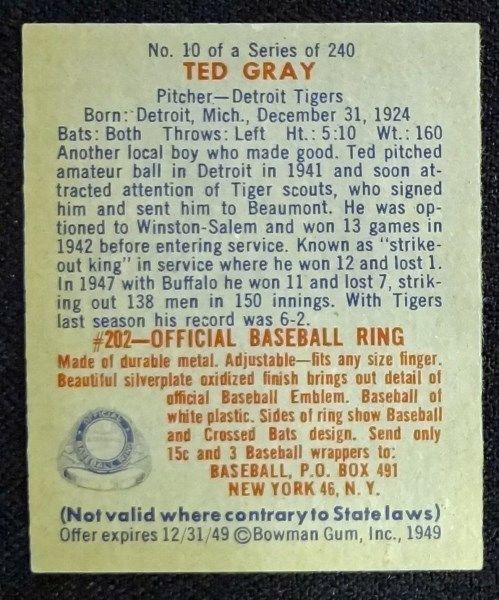 No. 10 of a Series of 240
TED GRAY
Pitcher—Detroit Tigers
Born: Detroit, Mich., December 31, 1924
Bats: Both Throws: Left Ht.: 5:10 Wt.: 160
Another local boy who made good. Ted pitched
amateur ball in Detroit in 1941 and soon at-
tracted attention of Tiger scouts, who signed
him and sent him to Beaumont. He was op-
tioned to Winston-Salem and won 13 games in
1942 before entering service. Known as "strike-
out king" in service where he won 12 and lost 1.
In 1947 with Buffalo he won 11 and lost 7, strik-
ing out 138 men in 150 innings. With Tigers
last season his record was 6-2.
#202—OFFICIAL BASEBALL RING
Made of durable metal. Adjustable—fits any size finger.
Beautiful silverplate oxidized finish brings out detail of
official Baseball Emblem. Baseball of
white plastic. Sides of ring show Baseball
and Crossed Bats design. Send only
15c and 3 Baseball wrappers to:
BASEBALL, P.O. BOX 491
NEW YORK 46, N. Y.
OFFICIAL
BASEBALL RING
(Not valid where contrary to State laws)
Offer expires 12/31/49 ©Bowman Gum, Inc., 1949